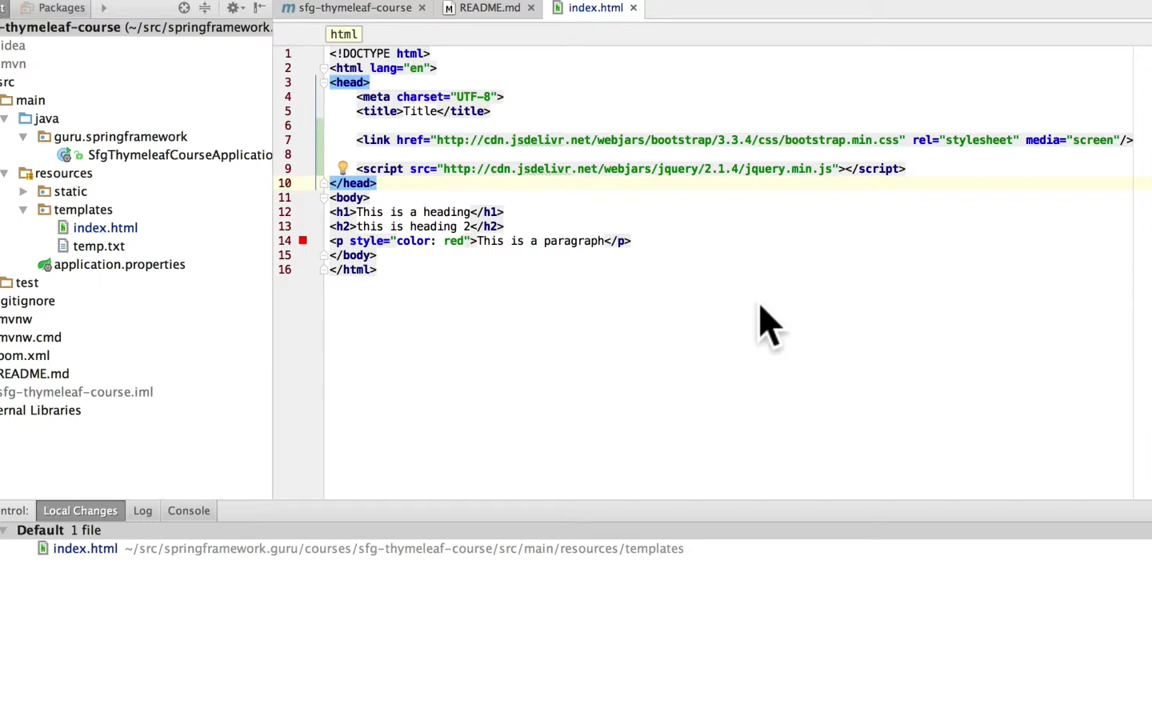 t Packages sfg-thymeleaf-course README.md index.html
-thymeleaf-course (~/src/springframework.
idea
mvn
src
main
java
guru.springframework
SfgThymeleafCourseApplicatio
resources
static
templates
index.html
temp.txt
application.properties
test
gitignore
mvnw
mvnw.cmd
pom.xml
README.md
sfg-thymeleaf-course.iml
ernal Libraries
html
1 <!DOCTYPE html>
2 <html lang="en">
3 <head>
4 <meta charset="UTF-8">
5 <title>Title</title>
6
7 <link href="http://cdn.jsdelivr.net/webjars/bootstrap/3.3.4/css/bootstrap.min.css" rel="stylesheet" media="screen"/>
8
9 <script src="http://cdn.jsdelivr.net/webjars/jquery/2.1.4/jquery.min.js"></script>
10 </head>
11 <body>
12 <h1>This is a heading</h1>
13 <h2>this is heading 2</h2>
14 <p style="color: red">This is a paragraph</p>
15 </body>
16 </html>
ntrol: Local Changes Log Console
Default 1 file
index.html ~/src/springframework.guru/courses/sfg-thymeleaf-course/src/main/resources/templates